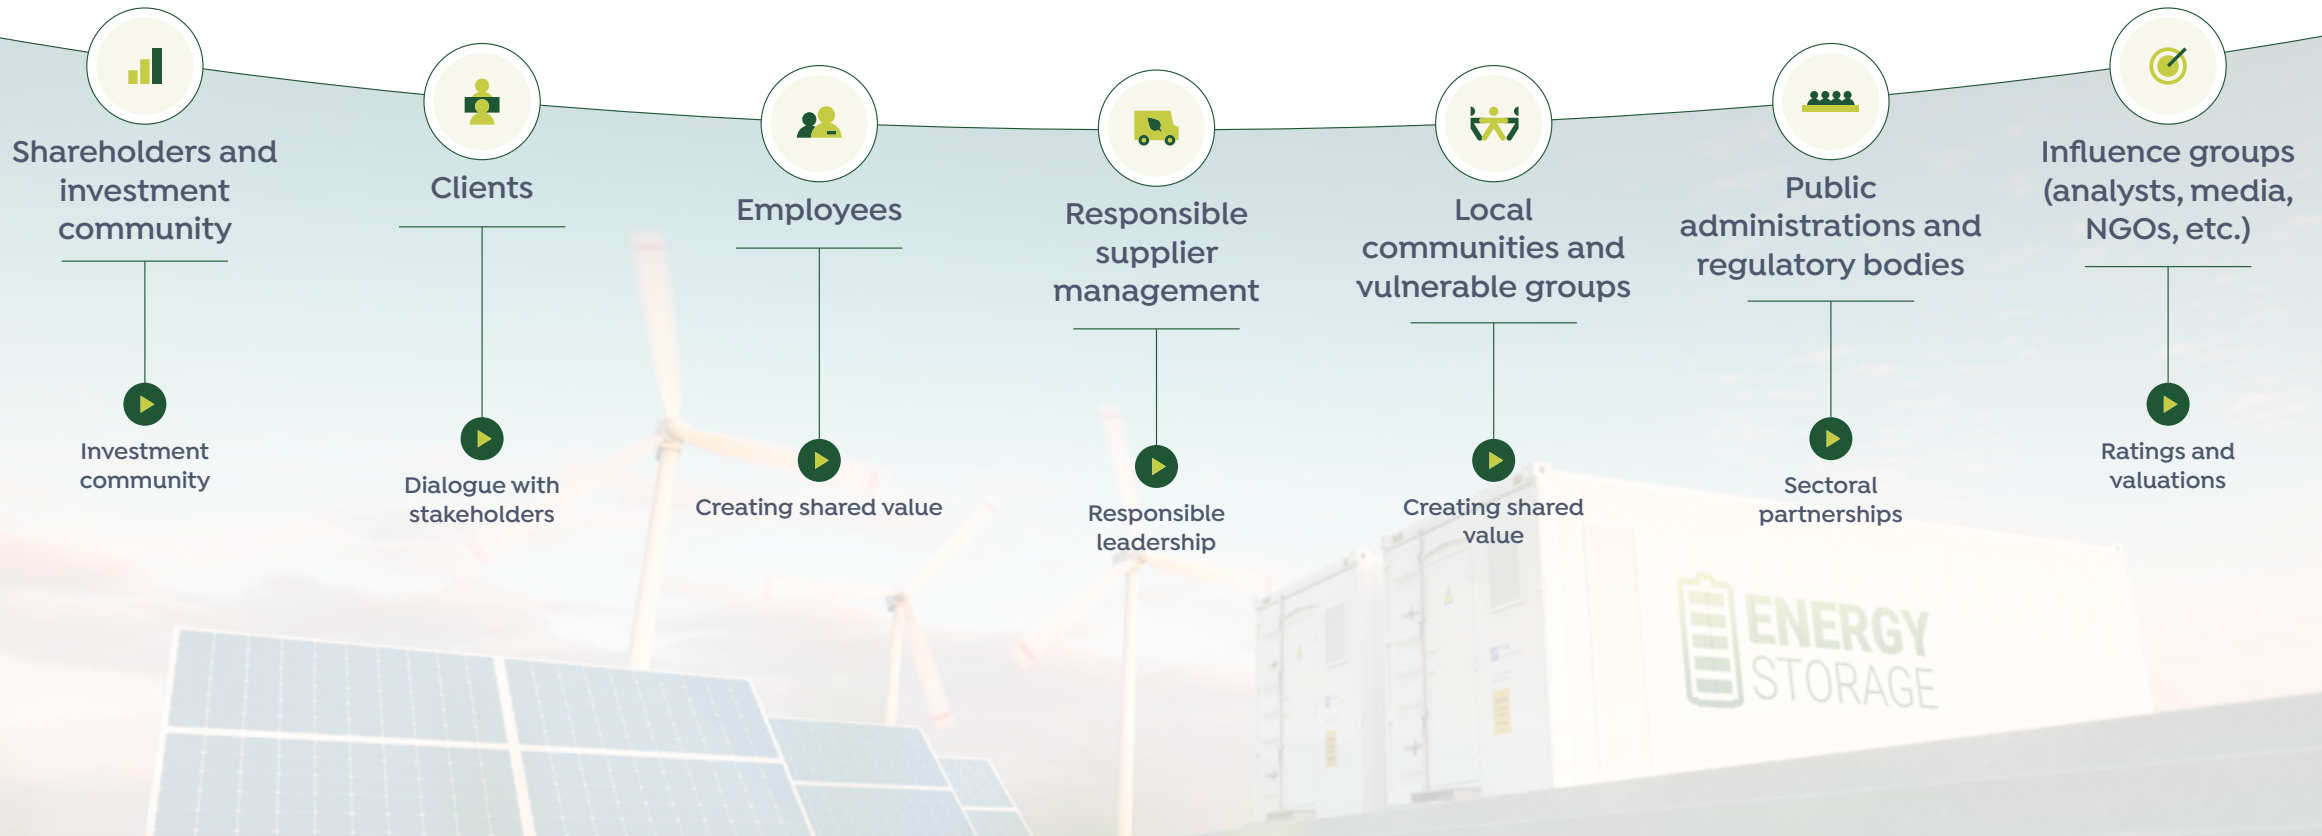 Shareholders and
investment
community
Investment
community
Clients
Dialogue with
stakeholders
Employees
Creating shared value
Responsible
supplier
management
Responsible
leadership
Local
communities and
vulnerable groups
Creating shared
value
Public
administrations and
regulatory bodies
Sectoral
partnerships
Influence groups
(analysts, media,
NGOs, etc.)
Ratings and
valuations
ENERGY
STORAGE